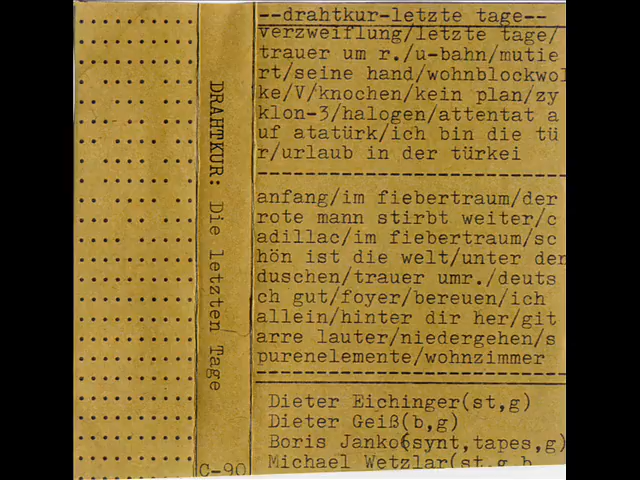 DRAHTKUR: Die letzten Tage
C-90
--drahtkur-letzte tage--
verzweiflung/letzte tage/
trauer um r./u-bahn/mutie
rt/seine hand/wohnblockwol
ke/V/knochen/kein plan/zy
klon-3/halogen/attentat a
uf atatürk/ich bin die tü
r/urlaub in der türkei
anfang/im fiebertraum/der
rote mann stirbt weiter/c
adillac/im fiebertraum/sc
hön ist die welt/unter den
duschen/trauer umr./deuts
ch gut/foyer/bereuen/ich
allein/hinter dir her/git
arre lauter/niedergehen/s
purenelemente/wohnzimmer
Dieter Eichinger(st,g)
Dieter Geiß(b,g)
Boris Janko(synt,tapes,g)
Michael Wetzlar(st,g,b